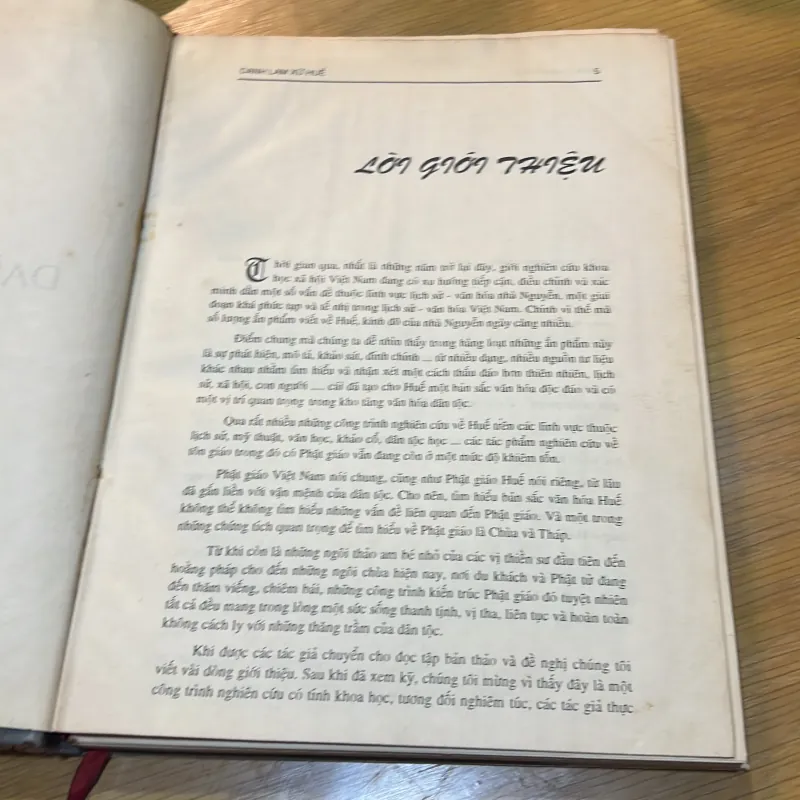 DANH LAM XỨ HUẾ 5
LỜI GIỚI THIỆU
Thời gian qua, nhất là những năm trở lại đây, giới nghiên cứu khoa
học xã hội Việt Nam đang có xu hướng tiếp cận, điều chỉnh và xác
minh dần một số vấn đề thuộc lĩnh vực lịch sử - văn hóa nhà Nguyễn, một giai
đoạn khá phức tạp và tế nhị trong lịch sử - văn hóa Việt Nam. Chính vì thế mà
số lượng ấn phẩm viết về Huế, kinh đô của nhà Nguyễn ngày càng nhiều.
Điểm chung mà chúng ta dễ nhìn thấy trong hàng loạt những ấn phẩm này
là sự phát hiện, mô tả, khảo sát, đính chính ... từ nhiều dạng, nhiều nguồn tư liệu
khác nhau nhằm tìm hiểu và nhận xét một cách thấu đáo hơn thiên nhiên, lịch
sử, xã hội, con người .... cái đã tạo cho Huế một bản sắc văn hóa độc đáo và có
một vị trí quan trọng trong kho tàng văn hóa dân tộc.
Qua rất nhiều những công trình nghiên cứu về Huế trên các lĩnh vực thuộc
lịch sử, mỹ thuật, văn học, khảo cổ, dân tộc học ... các tác phẩm nghiên cứu về
tôn giáo trong đó có Phật giáo vẫn đang còn ở một mức độ khiêm tốn.
Phật giáo Việt Nam nói chung, cũng như Phật giáo Huế nói riêng, từ lâu
đã gắn liền với vận mệnh của dân tộc. Cho nên, tìm hiểu bản sắc văn hóa Huế
không thể không tìm hiểu những vấn đề liên quan đến Phật giáo. Và một trong
những chứng tích quan trọng để tìm hiểu về Phật giáo là Chùa và Tháp.
Từ khi còn là những ngôi thảo am bé nhỏ của các vị thiền sư đầu tiên đến
hoằng pháp cho đến những ngôi chùa hiện nay, nơi du khách và Phật tử đang
đến thăm viếng, chiêm bái, những công trình kiến trúc Phật giáo đó tuyệt nhiên
tất cả đều mang trong lòng một sức sống thanh tịnh, vị tha, liên tục và hoàn toàn
không cách ly với những thăng trầm của dân tộc.
Khi được các tác giả chuyển cho đọc tập bản thảo và đề nghị chúng tôi
viết vài dòng giới thiệu. Sau khi đã xem kỹ, chúng tôi mừng vì thấy đây là một
công trình nghiên cứu có tính khoa học, tương đối nghiêm túc, các tác giả thực